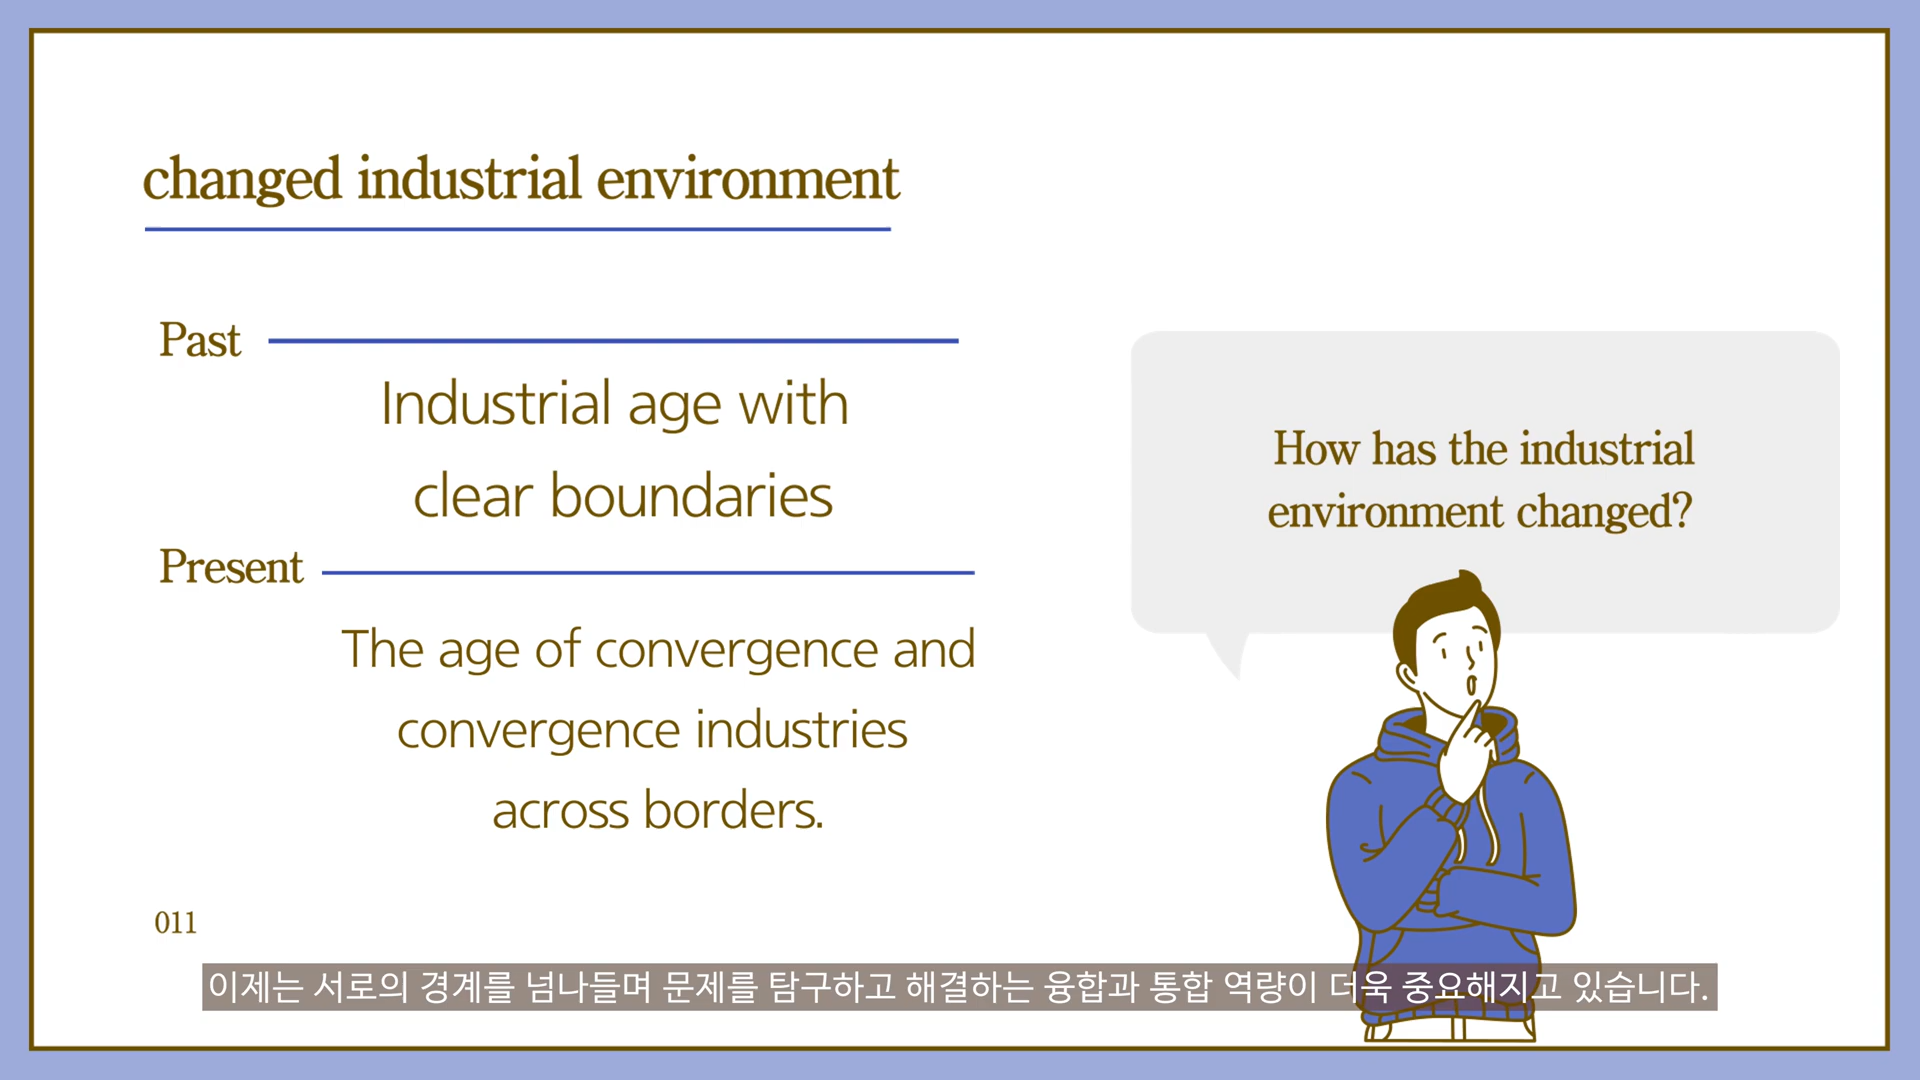 changed industrial environment
Past
Industrial age with
clear boundaries
Present
The age of convergence and
convergence industries
across borders.
How has the industrial
environment changed?
011
이제는 서로의 경계를 넘나들며 문제를 탐구하고 해결하는 융합과 통합 역량이 더욱 중요해지고 있습니다.